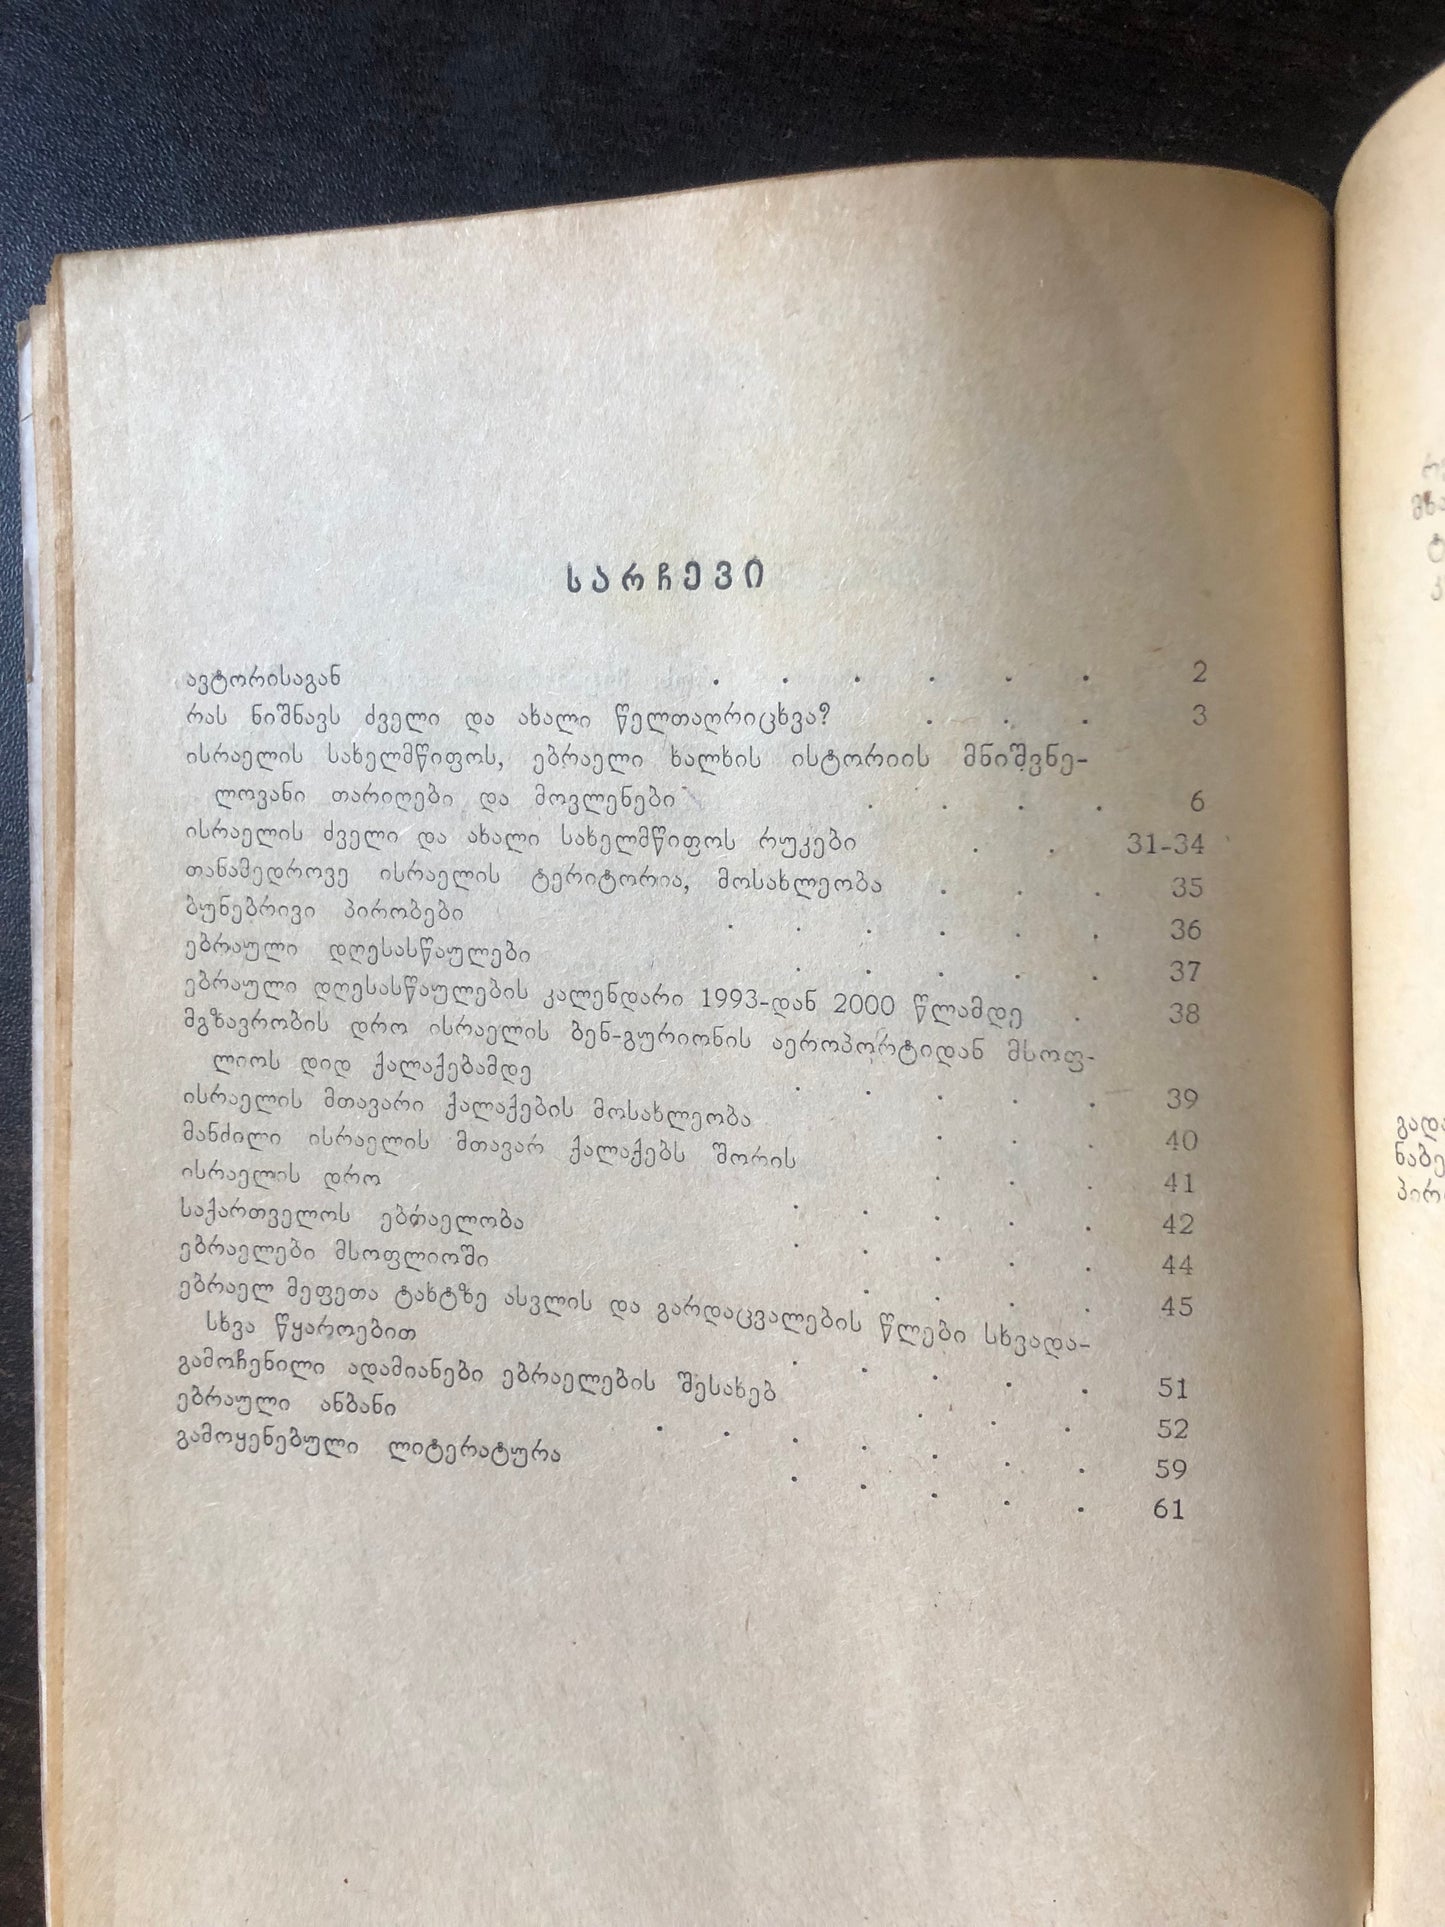 სარჩევი
ავტორისაგან . . . . . . 2
რას ნიშნავს ძველი და ახალი წელთაღრიცხვა? . . . 3
ისრაელის სახელმწიფოს, ებრაელი ხალხის ისტორიის მნიშვნე-
ლოვანი თარიღები და მოვლენები . . . . 6
ისრაელის ძველი და ახალი სახელმწიფოს რუკები . . 31-34
თანამედროვე ისრაელის ტერიტორია, მოსახლეობა . . . 35
ბუნებრივი პირობები . . . . . . 36
ებრაული დღესასწაულები . . . . . 37
ებრაული დღესასწაულების კალენდარი 1993-დან 2000 წლამდე . 38
მგზავრობის დრო ისრაელის ბენ-გურიონის აეროპორტიდან მსოფ-
ლიოს დიდ ქალაქებამდე . . . . . 39
ისრაელის მთავარი ქალაქების მოსახლეობა . . . 40
მანძილი ისრაელის მთავარ ქალაქებს შორის . . . 41
ისრაელის დრო . . . . . 42
საქართველოს ებრაელობა . . . . . 44
ებრაელები მსოფლიოში . . . . 45
ებრაელ მეფეთა ტახტზე ასვლის და გარდაცვალების წლები სხვადა-
სხვა წყაროებით . . . . . 51
გამოჩენილი ადამიანები ებრაელების შესახებ . . . 52
ებრაული ანბანი . . . . . . . 59
გამოყენებული ლიტერატურა . . . . . 61
მხა
ტ
კ
გადა
ნაბე
პირ